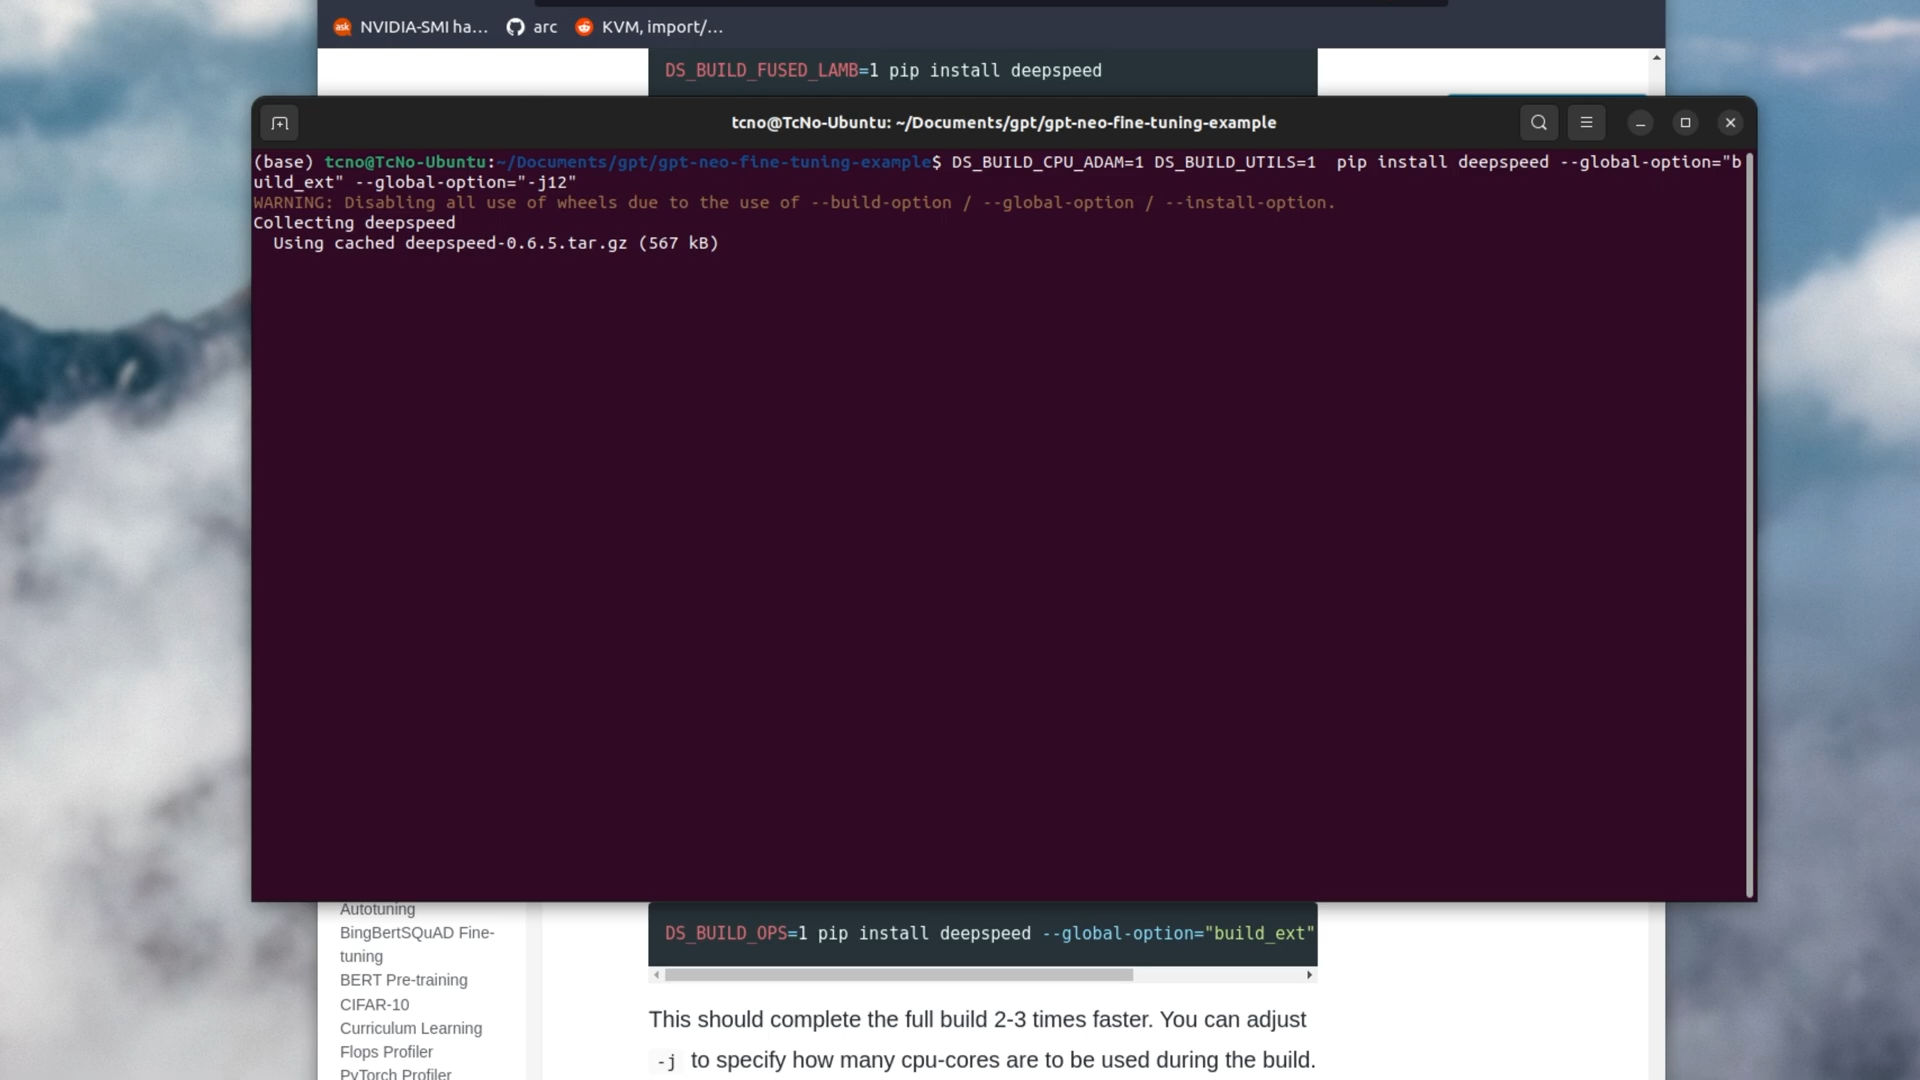 NVIDIA-SMI ha...
arc
KVM, import/...
DS_BUILD_FUSED_LAMB=1 pip install deepspeed
tcno@TcNo-Ubuntu: ~/Documents/gpt/gpt-neo-fine-tuning-example
(base) tcno@TcNo-Ubuntu:~/Documents/gpt/gpt-neo-fine-tuning-example$ DS_BUILD_CPU_ADAM=1 DS_BUILD_UTILS=1  pip install deepspeed --global-option="b
uild_ext" --global-option="-j12"
WARNING: Disabling all use of wheels due to the use of --build-option / --global-option / --install-option.
Collecting deepspeed
  Using cached deepspeed-0.6.5.tar.gz (567 kB)
Autotuning
BingBertSQuAD Fine-
tuning
BERT Pre-training
CIFAR-10
Curriculum Learning
Flops Profiler
PyTorch Profiler
DS_BUILD_OPS=1 pip install deepspeed --global-option="build_ext"
This should complete the full build 2-3 times faster. You can adjust
-j to specify how many cpu-cores are to be used during the build.